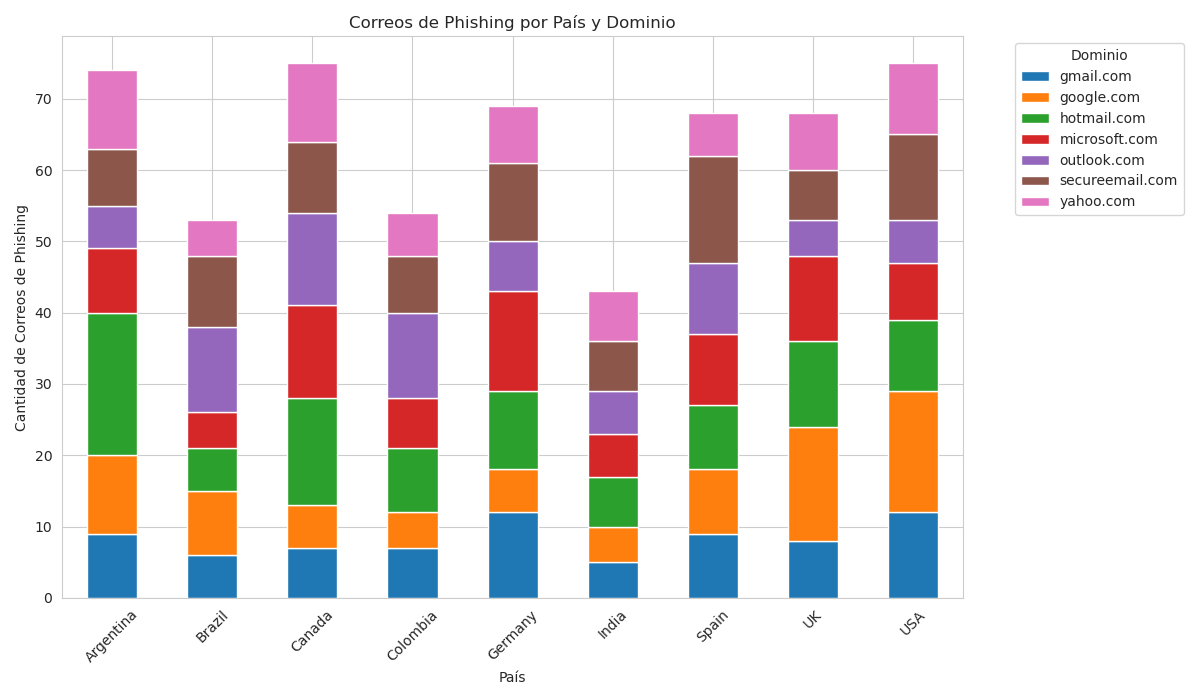 Correos de Phishing por País y Dominio
Cantidad de Correos de Phishing
70
60
50
40
30
20
10
0
Argentina
Brazil
Canada
Colombia
Germany
India
Spain
UK
USA
País
Dominio
gmail.com
google.com
hotmail.com
microsoft.com
outlook.com
secureemail.com
yahoo.com